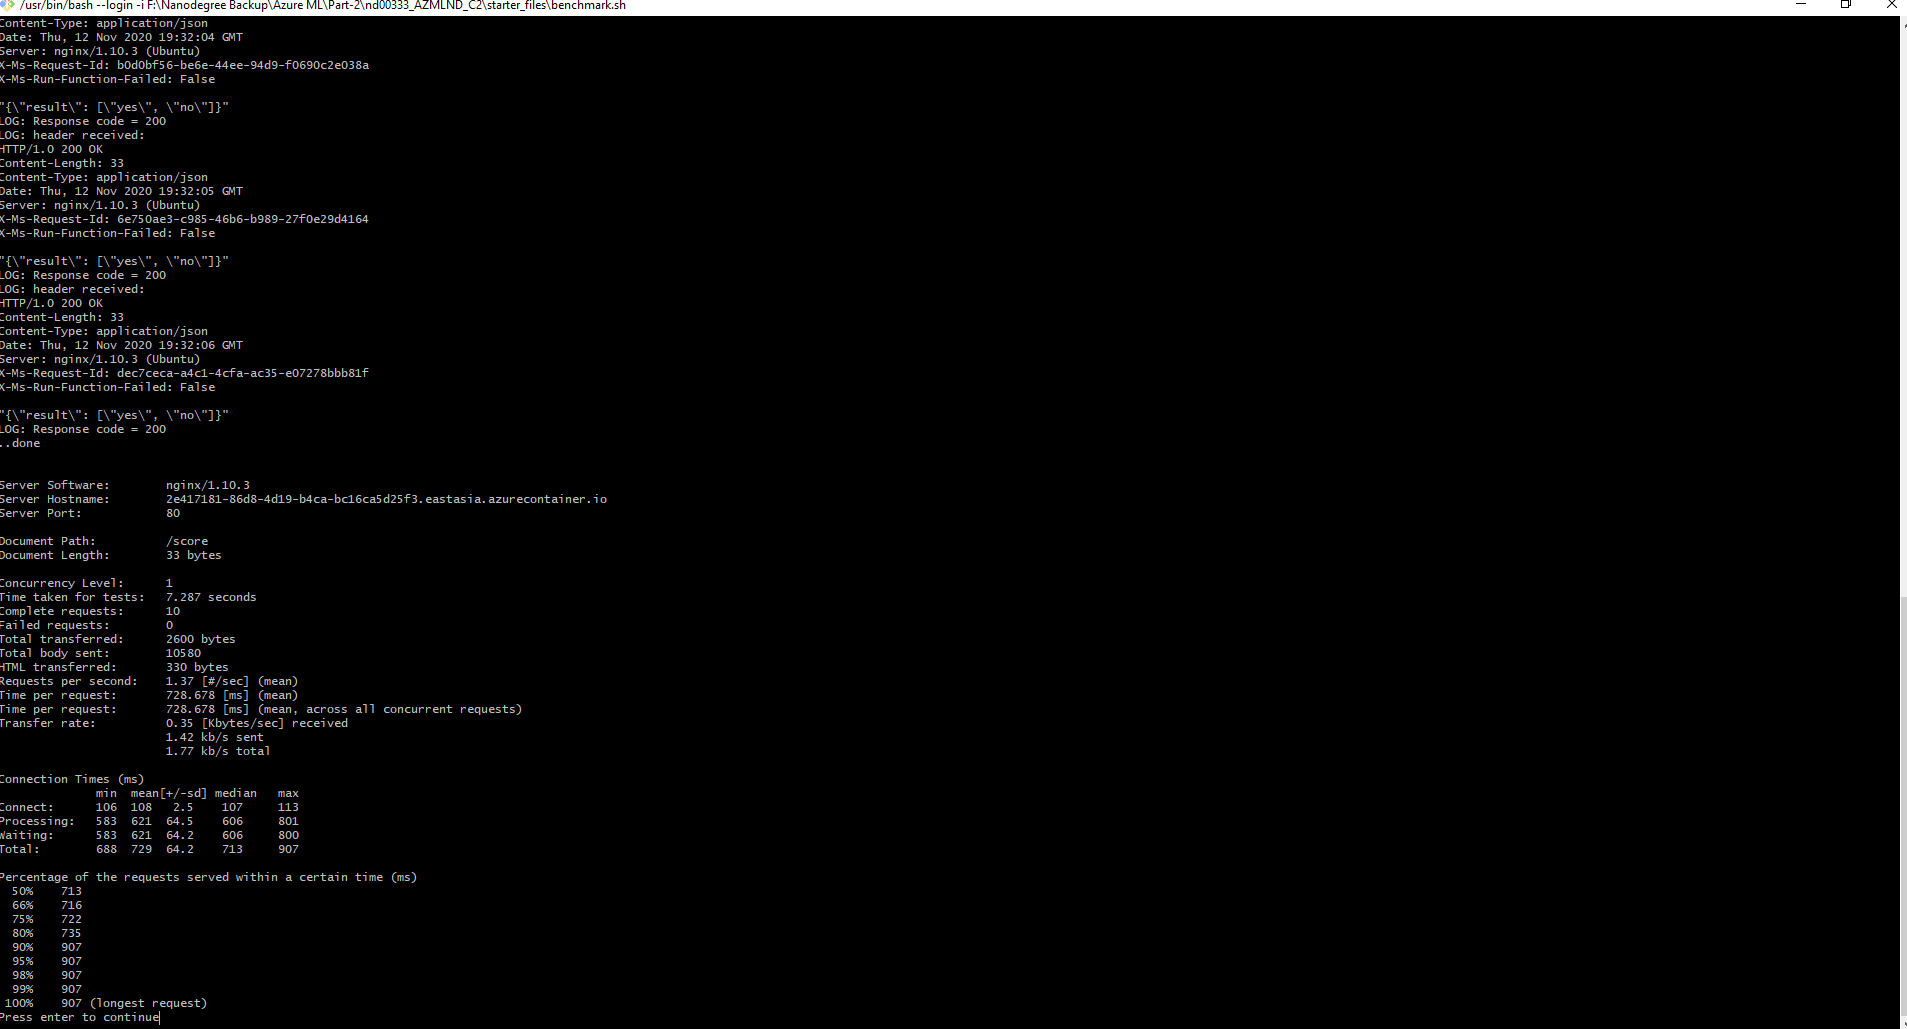 /usr/bin/bash --login -i F:\Nanodegree Backup\Azure ML\Part-2\nd00333_AZMLND_C2\starter_files\benchmark.sh
Content-Type: application/json
Date: Thu, 12 Nov 2020 19:32:04 GMT
Server: nginx/1.10.3 (Ubuntu)
X-Ms-Request-Id: b0d0bf56-be6e-44ee-94d9-f0690c2e038a
X-Ms-Run-Function-Failed: False
"{\"result\": [\"yes\", \"no\"]}"
LOG: Response code = 200
LOG: header received:
HTTP/1.0 200 OK
Content-Length: 33
Content-Type: application/json
Date: Thu, 12 Nov 2020 19:32:05 GMT
Server: nginx/1.10.3 (Ubuntu)
X-Ms-Request-Id: 6e750ae3-c985-46b6-b989-27f0e29d4164
X-Ms-Run-Function-Failed: False
"{\"result\": [\"yes\", \"no\"]}"
LOG: Response code = 200
LOG: header received:
HTTP/1.0 200 OK
Content-Length: 33
Content-Type: application/json
Date: Thu, 12 Nov 2020 19:32:06 GMT
Server: nginx/1.10.3 (Ubuntu)
X-Ms-Request-Id: dec7ceca-a4c1-4cfa-ac35-e07278bbb81f
X-Ms-Run-Function-Failed: False
"{\"result\": [\"yes\", \"no\"]}"
LOG: Response code = 200
..done
Server Software: nginx/1.10.3
Server Hostname: 2e417181-86d8-4d19-b4ca-bc16ca5d25f3.eastasia.azurecontainer.io
Server Port: 80
Document Path: /score
Document Length: 33 bytes
Concurrency Level: 1
Time taken for tests: 7.287 seconds
Complete requests: 10
Failed requests: 0
Total transferred: 2600 bytes
Total body sent: 10580
HTML transferred: 330 bytes
Requests per second: 1.37 [#/sec] (mean)
Time per request: 728.678 [ms] (mean)
Time per request: 728.678 [ms] (mean, across all concurrent requests)
Transfer rate: 0.35 [Kbytes/sec] received
1.42 kb/s sent
1.77 kb/s total
Connection Times (ms)
min mean[+/-sd] median max
Connect: 106 108 2.5 107 113
Processing: 583 621 64.5 606 801
Waiting: 583 621 64.2 606 800
Total: 688 729 64.2 713 907
Percentage of the requests served within a certain time (ms)
50% 713
66% 716
75% 722
80% 735
90% 907
95% 907
98% 907
99% 907
100% 907 (longest request)
Press enter to continue